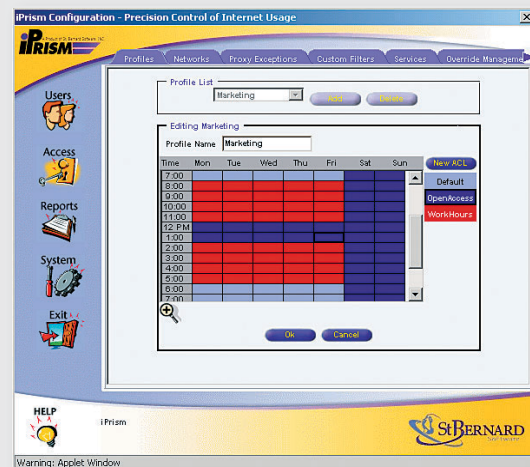 iPrism Configuration - Precision Control of Internet Usage
iPRISM
Profiles
Networks
Proxy Exceptions
Custom Filters
Services
Override Manageme
Users
Access
Reports
System
Exit
Profile List
Marketing
Add
Delete
Editing Marketing
Profile Name
Marketing
Time Mon Tue Wed Thu Fri Sat Sun
7:00
8:00
9:00
10:00
11:00
12 PM
1:00
2:00
3:00
4:00
5:00
6:00
7:00
New ACL
Default
OpenAccess
WorkHours
Ok
Cancel
HELP
iPrism
StBERNARD
Software
Warning: Applet Window